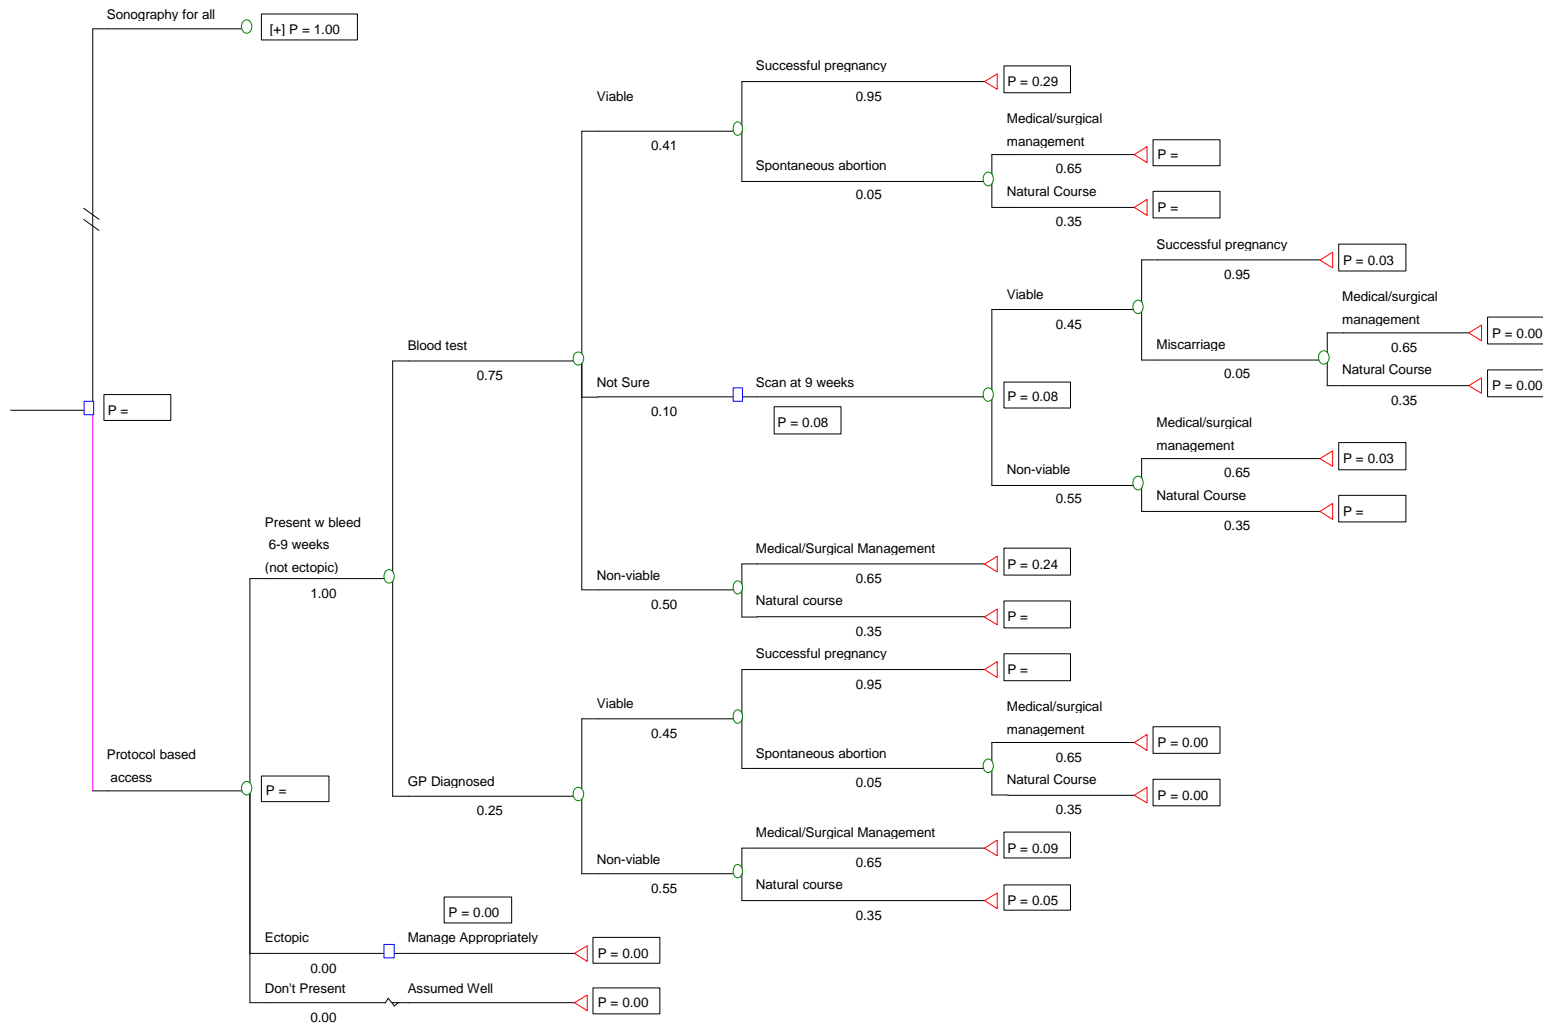 Sonography for all
[+] P = 1.00
Successful pregnancy
P = 0.29
0.95
Viable
0.41
Medical/surgical
management
P =
0.65
Spontaneous abortion
0.05
Natural Course
P =
0.35
Successful pregnancy
P = 0.03
0.95
Viable
0.45
Medical/surgical
management
P = 0.00
0.65
Miscarriage
0.05
Natural Course
P = 0.00
0.35
Blood test
0.75
Not Sure
0.10
Scan at 9 weeks
P = 0.08
P = 0.08
P =
Medical/surgical
management
P = 0.03
0.65
Non-viable
0.55
Natural Course
P =
0.35
Present w bleed
6-9 weeks
(not ectopic)
1.00
Medical/Surgical Management
P = 0.24
0.65
Non-viable
0.50
Natural course
P =
0.35
Successful pregnancy
P =
0.95
Viable
0.45
Medical/surgical
management
P = 0.00
0.65
Spontaneous abortion
0.05
Natural Course
P = 0.00
0.35
Protocol based
access
P =
GP Diagnosed
0.25
Medical/Surgical Management
P = 0.09
0.65
Non-viable
0.55
Natural course
P = 0.05
0.35
P = 0.00
Ectopic
0.00
Manage Appropriately
P = 0.00
Don't Present
0.00
Assumed Well
P = 0.00